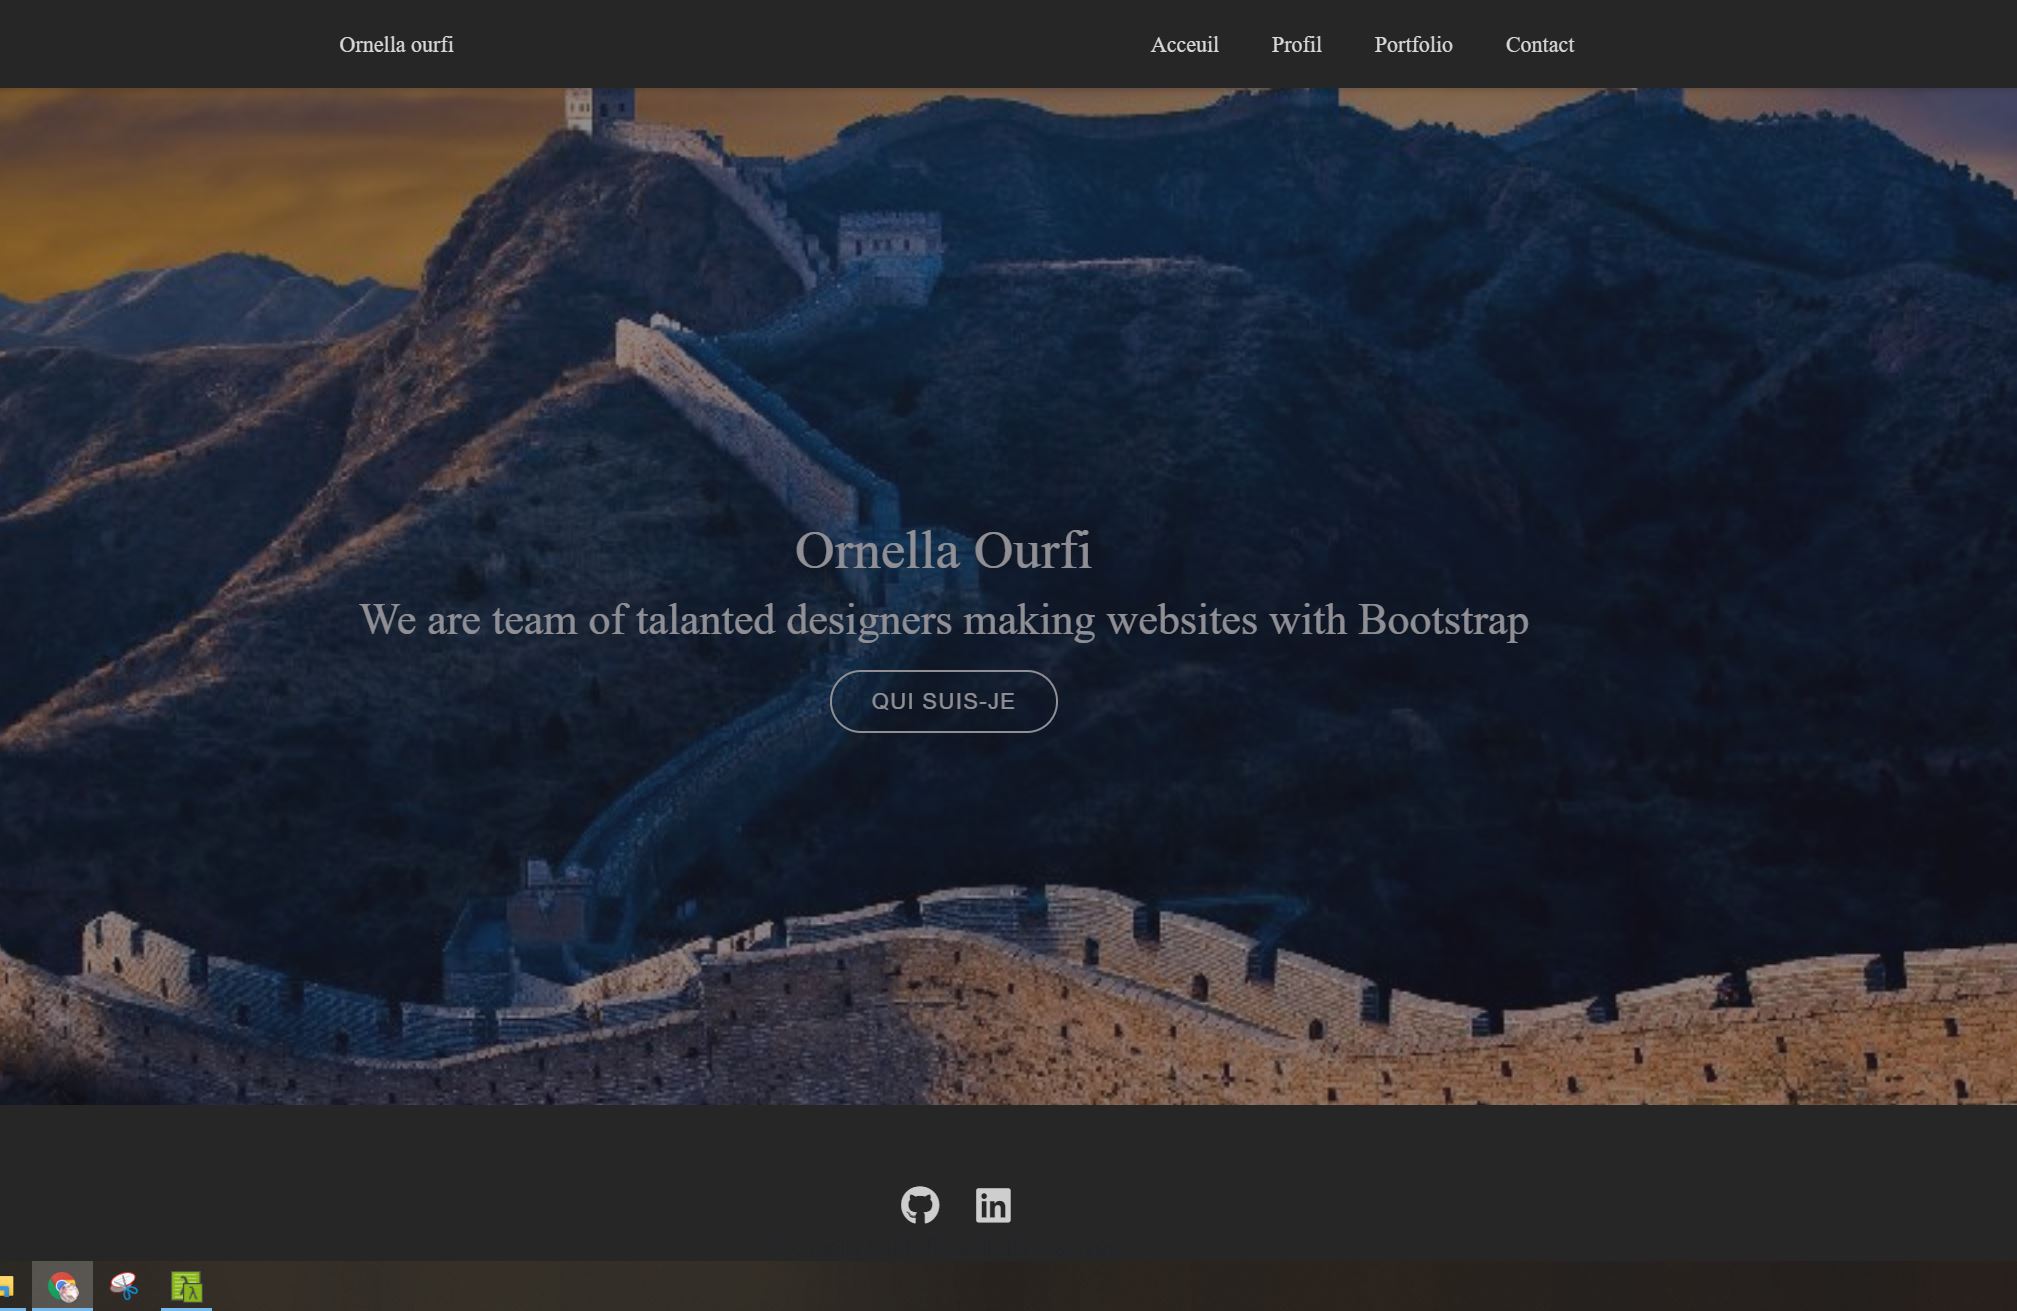 Ornella ourfi
Acceuil Profil Portfolio Contact
Ornella Ourfi
We are team of talanted designers making websites with Bootstrap
QUI SUIS-JE
in